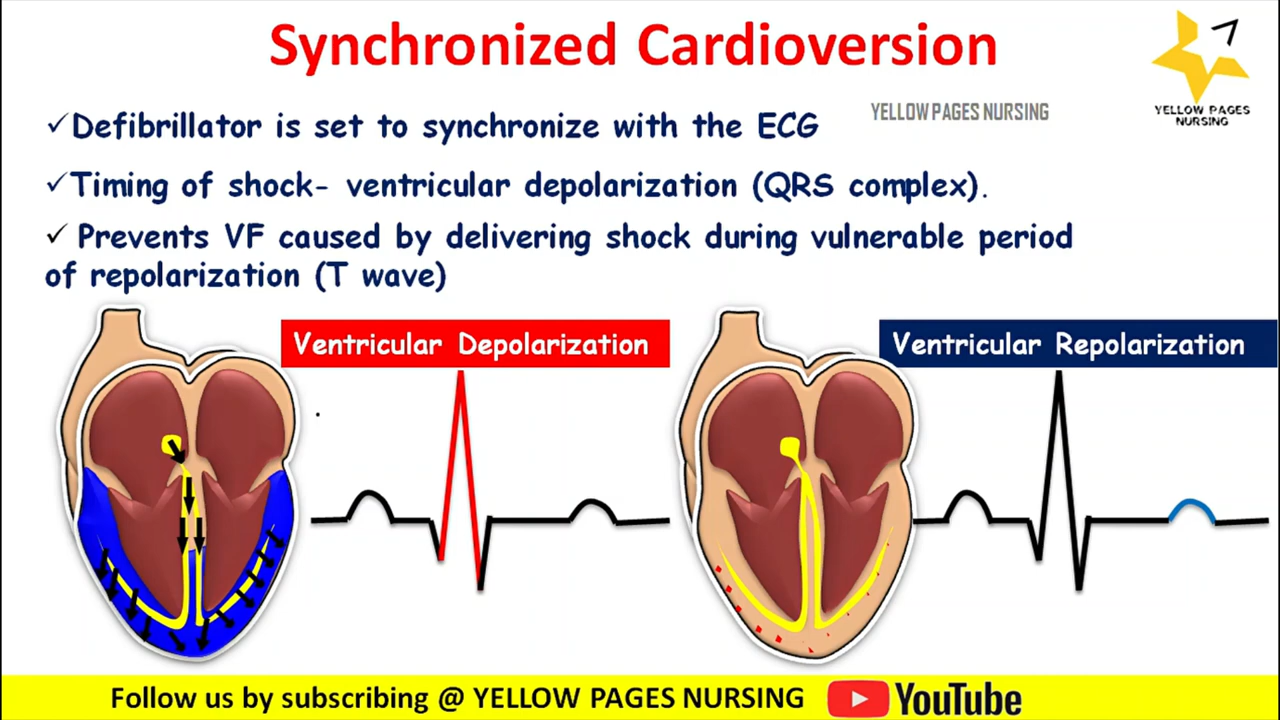 Synchronized Cardioversion
YELLOW PAGES
NURSING
YELLOW PAGES NURSING
✓Defibrillator is set to synchronize with the ECG
✓Timing of shock- ventricular depolarization (QRS complex).
✓ Prevents VF caused by delivering shock during vulnerable period
of repolarization (T wave)
Ventricular Depolarization
Ventricular Repolarization
Follow us by subscribing @ YELLOW PAGES NURSING YouTube